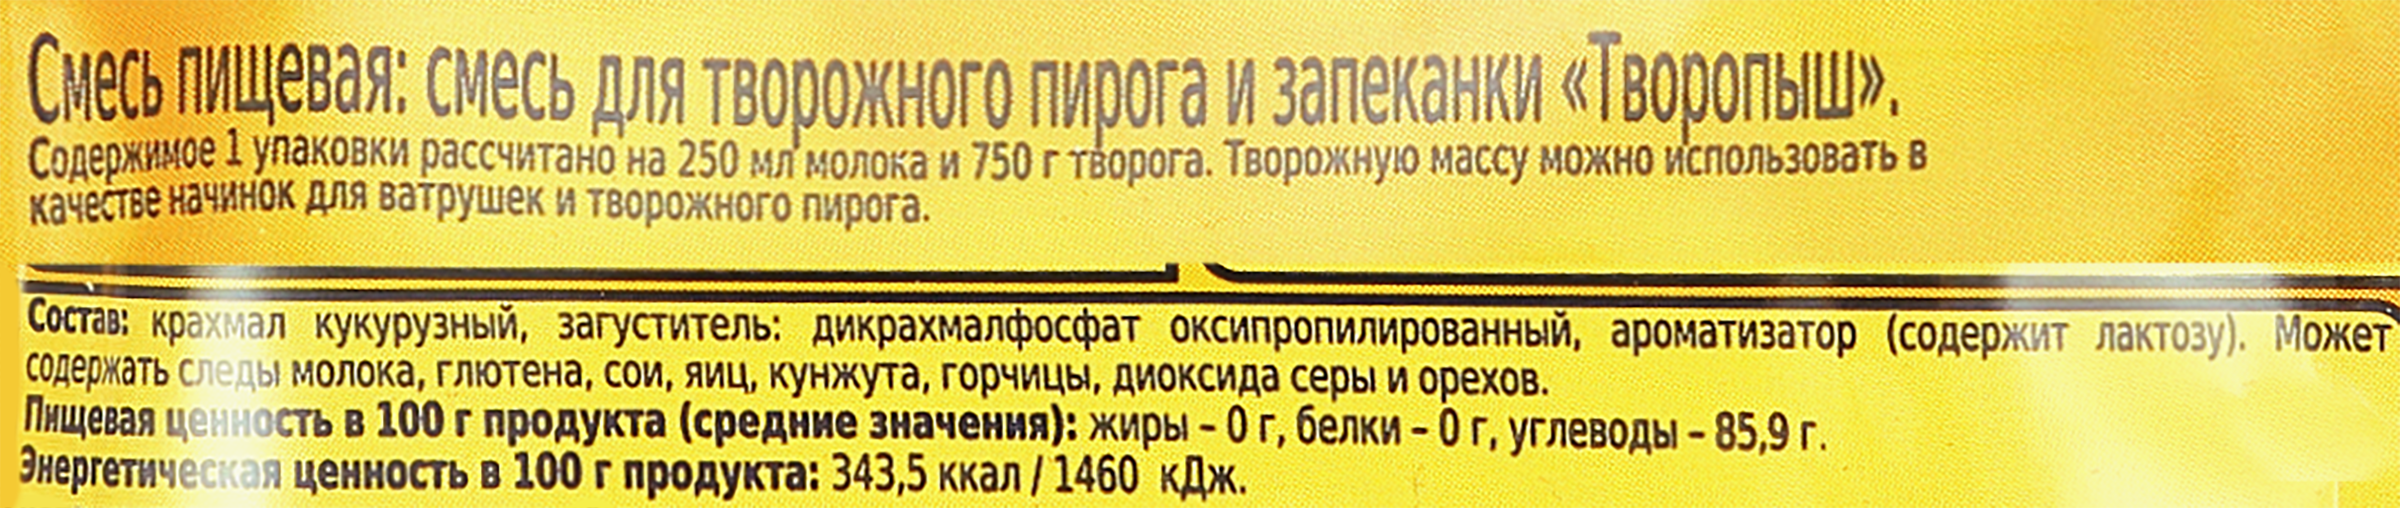 Смесь пищевая: смесь для творожного пирога и запеканки «Творопыш».
Содержимое 1 упаковки рассчитано на 250 мл молока и 750 г творога. Творожную массу можно использовать в
качестве начинок для ватрушек и творожного пирога.
Состав: крахмал кукурузный, загуститель: дикрахмалфосфат оксипропилированный, ароматизатор (содержит лактозу). Может
содержать следы молока, глютена, сои, яиц, кунжута, горчицы, диоксида серы и орехов.
Пищевая ценность в 100 г продукта (средние значения): жиры – 0 г, белки – 0 г, углеводы – 85,9 г.
Энергетическая ценность в 100 г продукта: 343,5 ккал / 1460 кДж.